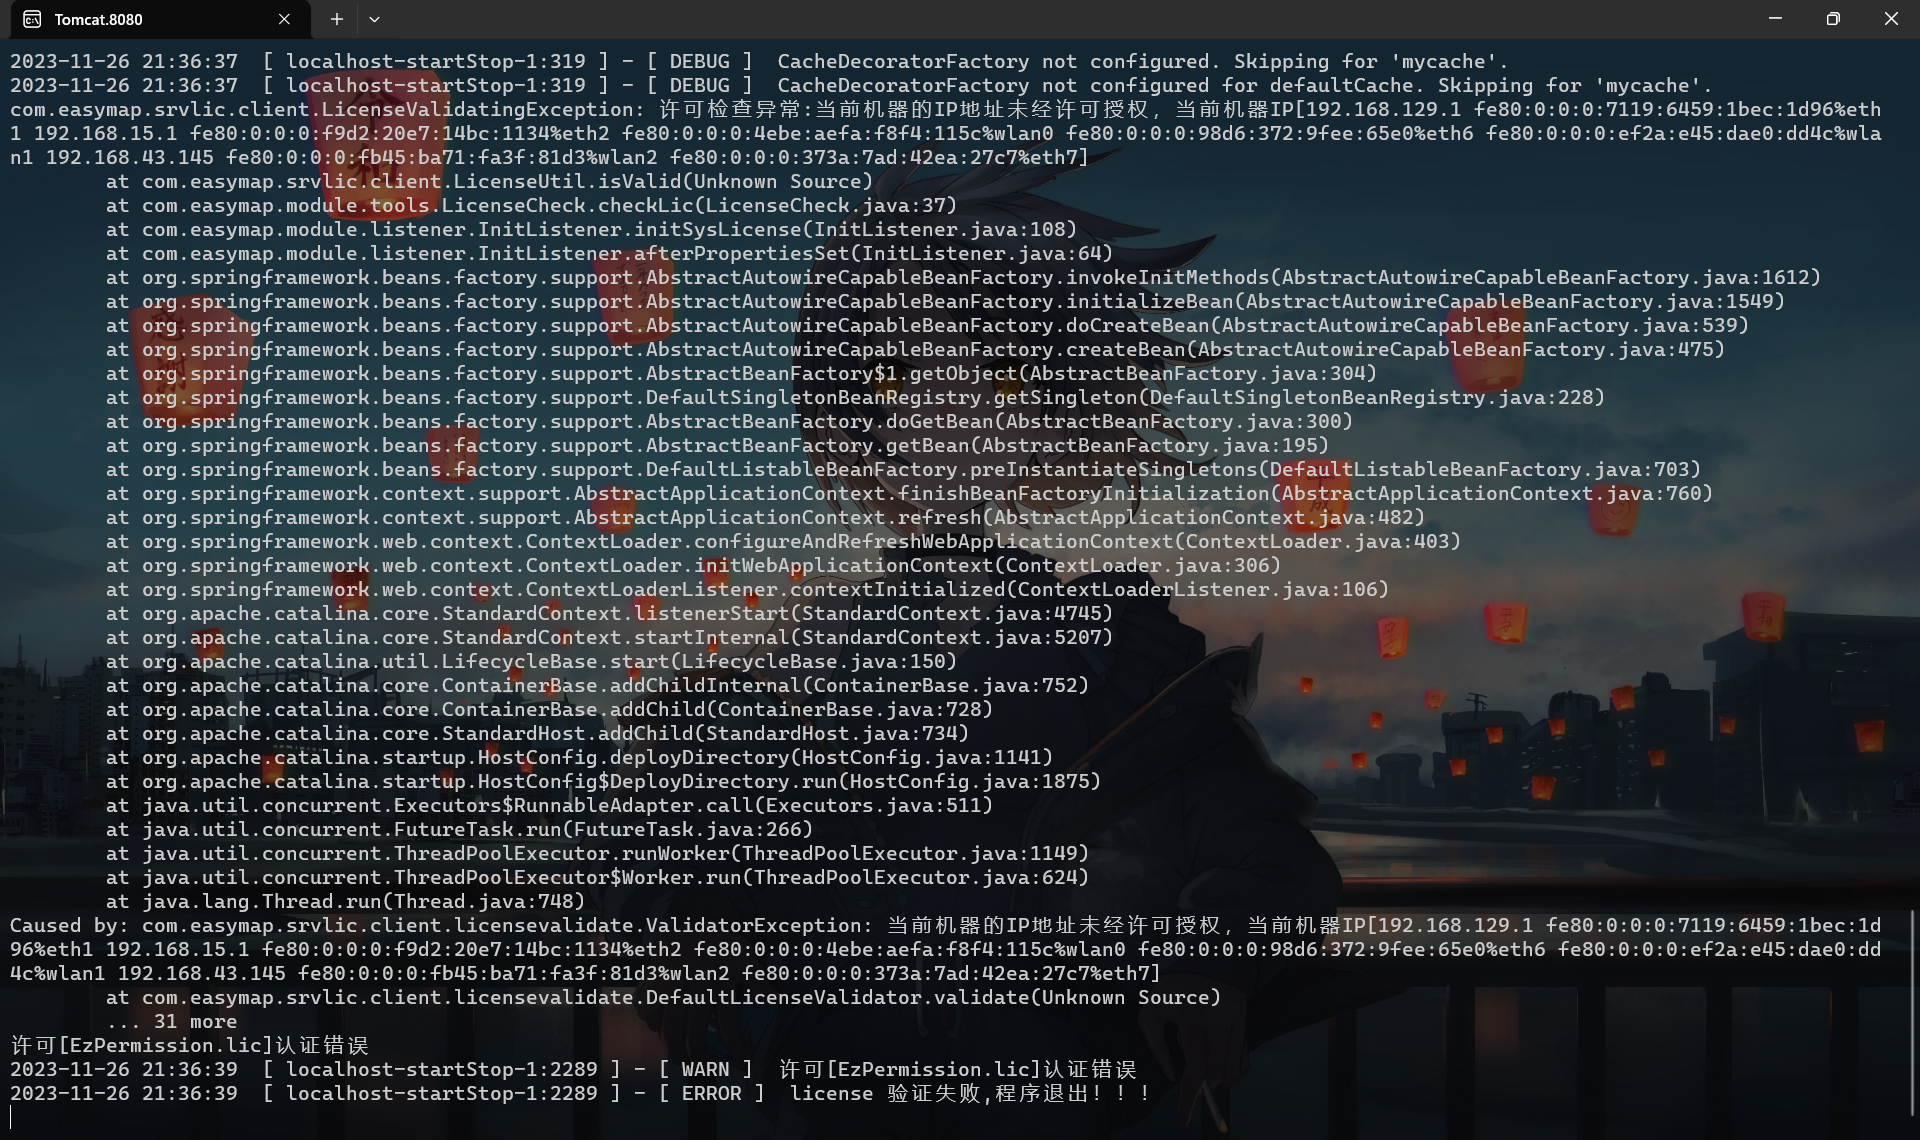 Tomcat.8080
2023-11-26 21:36:37  [ localhost-startStop-1:319 ] - [ DEBUG ]  CacheDecoratorFactory not configured. Skipping for 'mycache'.
2023-11-26 21:36:37  [ localhost-startStop-1:319 ] - [ DEBUG ]  CacheDecoratorFactory not configured for defaultCache. Skipping for 'mycache'.
com.easymap.srvlic.client.LicenseValidatingException: 许可检查异常:当前机器的IP地址未经许可授权，当前机器IP[192.168.129.1 fe80:0:0:0:7119:6459:1bec:1d96%eth
1 192.168.15.1 fe80:0:0:0:f9d2:20e7:14bc:1134%eth2 fe80:0:0:0:4ebe:aefa:f8f4:115c%wlan0 fe80:0:0:0:98d6:372:9fee:65e0%eth6 fe80:0:0:0:ef2a:e45:dae0:dd4c%wla
n1 192.168.43.145 fe80:0:0:0:fb45:ba71:fa3f:81d3%wlan2 fe80:0:0:0:373a:7ad:42ea:27c7%eth7]
at com.easymap.srvlic.client.LicenseUtil.isValid(Unknown Source)
at com.easymap.module.tools.LicenseCheck.checkLic(LicenseCheck.java:37)
at com.easymap.module.listener.InitListener.initSysLicense(InitListener.java:108)
at com.easymap.module.listener.InitListener.afterPropertiesSet(InitListener.java:64)
at org.springframework.beans.factory.support.AbstractAutowireCapableBeanFactory.invokeInitMethods(AbstractAutowireCapableBeanFactory.java:1612)
at org.springframework.beans.factory.support.AbstractAutowireCapableBeanFactory.initializeBean(AbstractAutowireCapableBeanFactory.java:1549)
at org.springframework.beans.factory.support.AbstractAutowireCapableBeanFactory.doCreateBean(AbstractAutowireCapableBeanFactory.java:539)
at org.springframework.beans.factory.support.AbstractAutowireCapableBeanFactory.createBean(AbstractAutowireCapableBeanFactory.java:475)
at org.springframework.beans.factory.support.AbstractBeanFactory$1.getObject(AbstractBeanFactory.java:304)
at org.springframework.beans.factory.support.DefaultSingletonBeanRegistry.getSingleton(DefaultSingletonBeanRegistry.java:228)
at org.springframework.beans.factory.support.AbstractBeanFactory.doGetBean(AbstractBeanFactory.java:300)
at org.springframework.beans.factory.support.AbstractBeanFactory.getBean(AbstractBeanFactory.java:195)
at org.springframework.beans.factory.support.DefaultListableBeanFactory.preInstantiateSingletons(DefaultListableBeanFactory.java:703)
at org.springframework.context.support.AbstractApplicationContext.finishBeanFactoryInitialization(AbstractApplicationContext.java:760)
at org.springframework.context.support.AbstractApplicationContext.refresh(AbstractApplicationContext.java:482)
at org.springframework.web.context.ContextLoader.configureAndRefreshWebApplicationContext(ContextLoader.java:403)
at org.springframework.web.context.ContextLoader.initWebApplicationContext(ContextLoader.java:306)
at org.springframework.web.context.ContextLoaderListener.contextInitialized(ContextLoaderListener.java:106)
at org.apache.catalina.core.StandardContext.listenerStart(StandardContext.java:4745)
at org.apache.catalina.core.StandardContext.startInternal(StandardContext.java:5207)
at org.apache.catalina.util.LifecycleBase.start(LifecycleBase.java:150)
at org.apache.catalina.core.ContainerBase.addChildInternal(ContainerBase.java:752)
at org.apache.catalina.core.ContainerBase.addChild(ContainerBase.java:728)
at org.apache.catalina.core.StandardHost.addChild(StandardHost.java:734)
at org.apache.catalina.startup.HostConfig.deployDirectory(HostConfig.java:1141)
at org.apache.catalina.startup.HostConfig$DeployDirectory.run(HostConfig.java:1875)
at java.util.concurrent.Executors$RunnableAdapter.call(Executors.java:511)
at java.util.concurrent.FutureTask.run(FutureTask.java:266)
at java.util.concurrent.ThreadPoolExecutor.runWorker(ThreadPoolExecutor.java:1149)
at java.util.concurrent.ThreadPoolExecutor$Worker.run(ThreadPoolExecutor.java:624)
at java.lang.Thread.run(Thread.java:748)
Caused by: com.easymap.srvlic.client.licensevalidate.ValidatorException: 当前机器的IP地址未经许可授权，当前机器IP[192.168.129.1 fe80:0:0:0:7119:6459:1bec:1d
96%eth1 192.168.15.1 fe80:0:0:0:f9d2:20e7:14bc:1134%eth2 fe80:0:0:0:4ebe:aefa:f8f4:115c%wlan0 fe80:0:0:0:98d6:372:9fee:65e0%eth6 fe80:0:0:0:ef2a:e45:dae0:dd
4c%wlan1 192.168.43.145 fe80:0:0:0:fb45:ba71:fa3f:81d3%wlan2 fe80:0:0:0:373a:7ad:42ea:27c7%eth7]
at com.easymap.srvlic.client.licensevalidate.DefaultLicenseValidator.validate(Unknown Source)
... 31 more
许可[EzPermission.lic]认证错误
2023-11-26 21:36:39  [ localhost-startStop-1:2289 ] - [ WARN ]  许可[EzPermission.lic]认证错误
2023-11-26 21:36:39  [ localhost-startStop-1:2289 ] - [ ERROR ]  license 验证失败,程序退出！！！